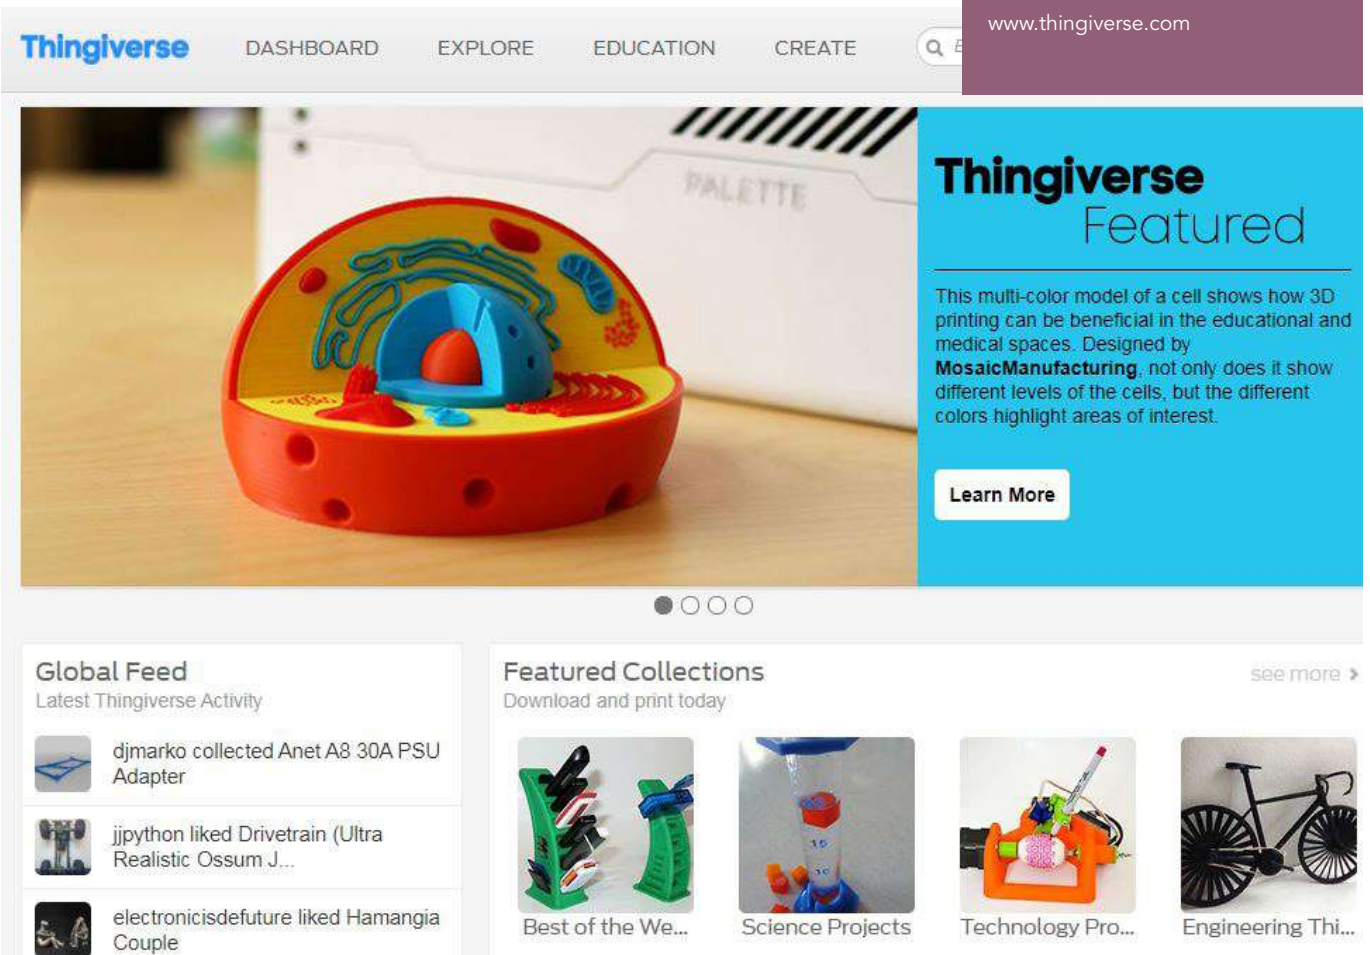 www.thingiverse.com
Thingiverse
DASHBOARD
EXPLORE
EDUCATION
CREATE
PALETTE
Thingiverse
Featured
This multi-color model of a cell shows how 3D
printing can be beneficial in the educational and
medical spaces. Designed by
MosaicManufacturing, not only does it show
different levels of the cells, but the different
colors highlight areas of interest.
Learn More
Global Feed
Latest Thingiverse Activity
djmarko collected Anet A8 30A PSU
Adapter
jjpython liked Drivetrain (Ultra
Realistic Ossum J...
electronicisdefuture liked Hamangia
Couple
Featured Collections
see more
Download and print today
15
10
Best of the We...
Science Projects
Technology Pro...
Engineering Thi...